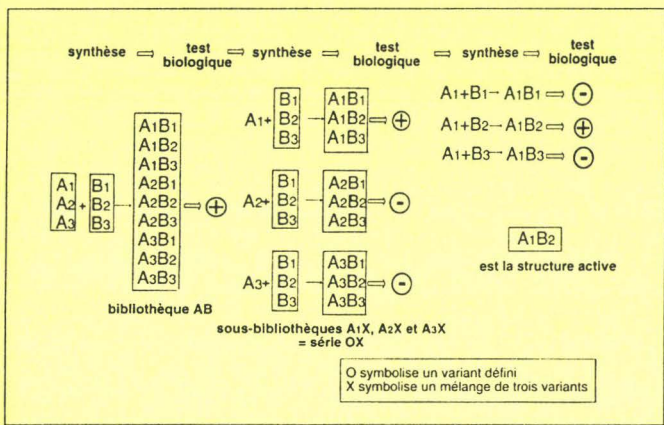 synthèse ⇒ test biologique ⇒ synthèse ⇒ test biologique ⇒ synthèse ⇒ test biologique
A1
A2
A3
+
B1
B2
B3
→
A1B1
A1B2
A1B3
A2B1
A2B2
A2B3
A3B1
A3B2
A3B3
⇒ ⊕
bibliothèque AB
A1+
B1
B2
B3
→
A1B1
A1B2
A1B3
⇒ ⊕
A2+
B1
B2
B3
→
A2B1
A2B2
A2B3
⇒ ⊖
A3+
B1
B2
B3
→
A3B1
A3B2
A3B3
⇒ ⊖
sous-bibliothèques A1X, A2X et A3X
= série OX
A1+B1→ A1B1 ⇒ ⊖
A1+B2→ A1B2 ⇒ ⊕
A1+B3→ A1B3 ⇒ ⊖
A1B2
est la structure active
O symbolise un variant défini
X symbolise un mélange de trois variants